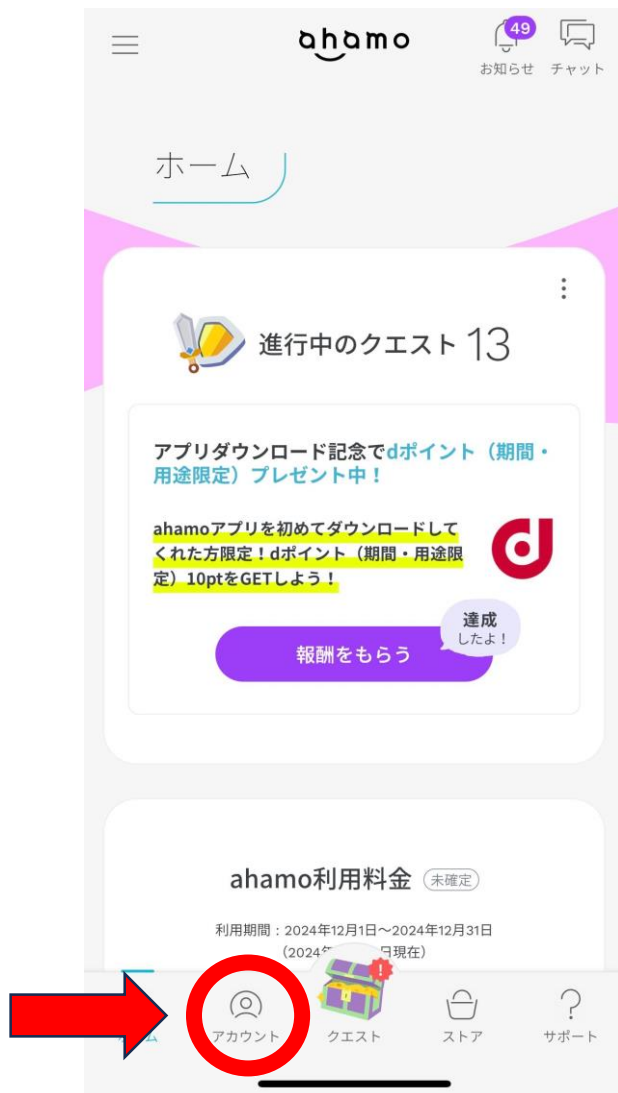 ahamo
49
お知らせ チャット
ホーム
進行中のクエスト 13
アプリダウンロード記念でdポイント（期間・
用途限定）プレゼント中！
ahamoアプリを初めてダウンロードして
くれた方限定！dポイント（期間・用途限
定）10ptをGETしよう！
d
達成
したよ！
報酬をもらう
ahamo利用料金 未確定
利用期間：2024年12月1日～2024年12月31日
（2024年 日現在）
アカウント クエスト ストア サポート